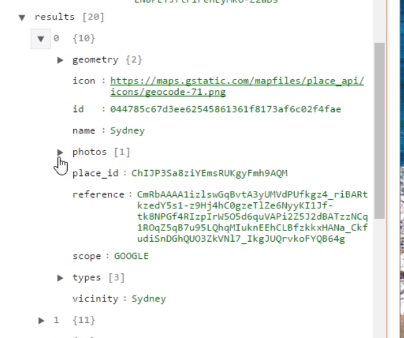 results [20]
0 {10}
geometry {2}
icon : https://maps.gstatic.com/mapfiles/place_api/
icons/geocode-71.png
id : 044785c67d3ee62545861361f8173af6c02f4fae
name : Sydney
photos [1]
place_id : ChIJP3Sa8ziYEmsRUKgyFmh9AQM
reference : CmRbAAAA1izlswGqBvtA3yUMVdPUfkgz4_riBARt
kzedY5s1-z9Hj4hC0gzeTlZe6NyyKI1Jf-
tk8NPGf4RIzpIrW5O5d6quVAPi2Z5J2dBATzzNCq
1ROqZ5qB7u95LQhqMIuknEEhCLBfzkkxHANa_Ckf
udiSnDGhQUO3ZkVNl7_IkgJUQrvkoFYQB64g
scope : GOOGLE
types [3]
vicinity : Sydney
1 {11}